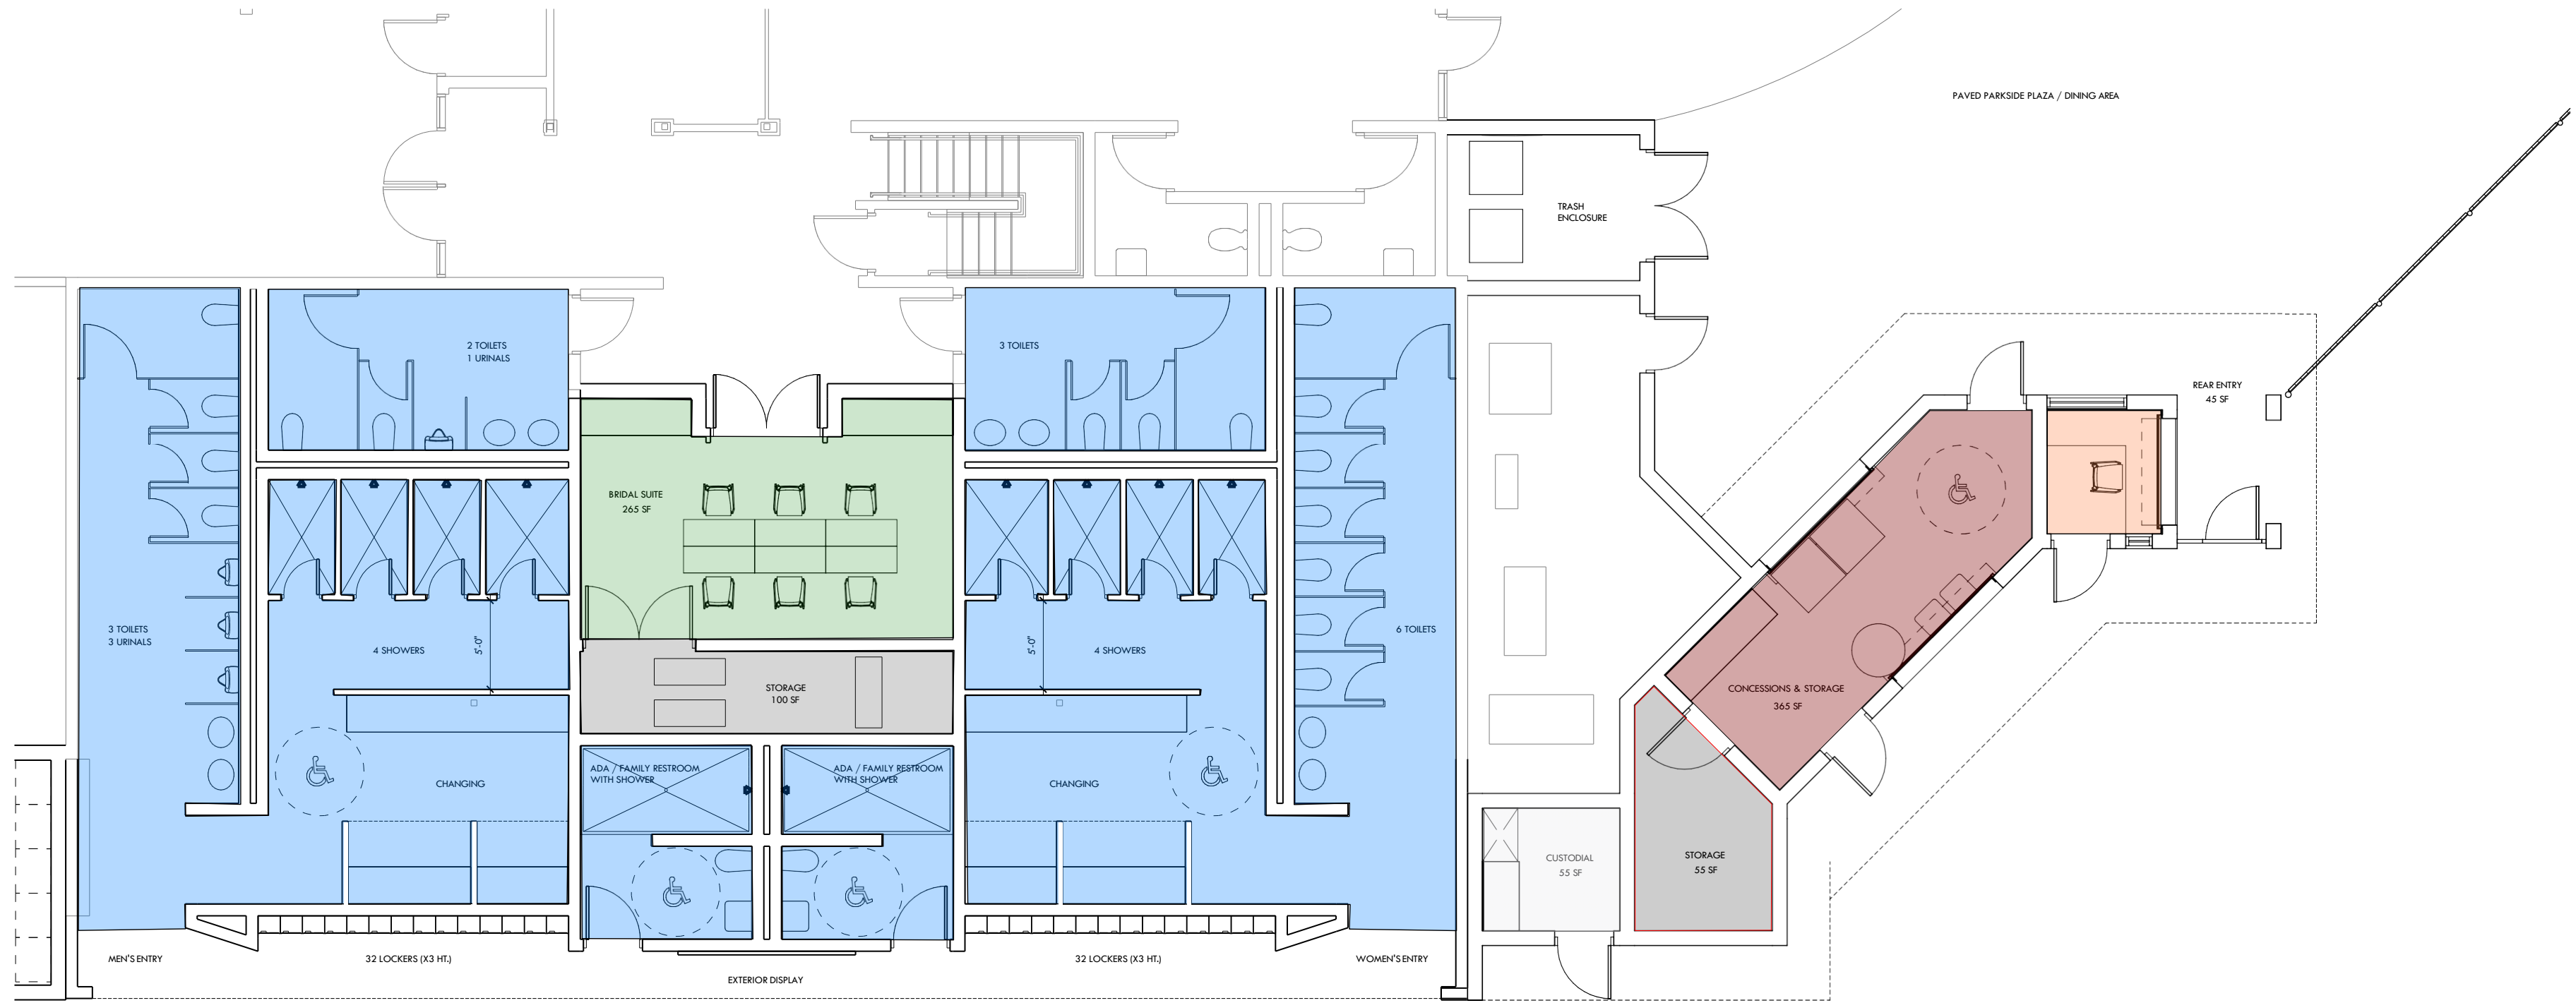 PAVED PARKSIDE PLAZA / DINING AREA
TRASH
ENCLOSURE
2 TOILETS
1 URINALS
3 TOILETS
REAR ENTRY
45 SF
BRIDAL SUITE
265 SF
3 TOILETS
3 URINALS
4 SHOWERS
5'-0"
5'-0"
4 SHOWERS
6 TOILETS
STORAGE
100 SF
CONCESSIONS & STORAGE
365 SF
CHANGING
ADA / FAMILY RESTROOM
WITH SHOWER
ADA / FAMILY RESTROOM
WITH SHOWER
CHANGING
CUSTODIAL
55 SF
STORAGE
55 SF
MEN'S ENTRY
32 LOCKERS (X3 HT.)
EXTERIOR DISPLAY
32 LOCKERS (X3 HT.)
WOMEN'S ENTRY